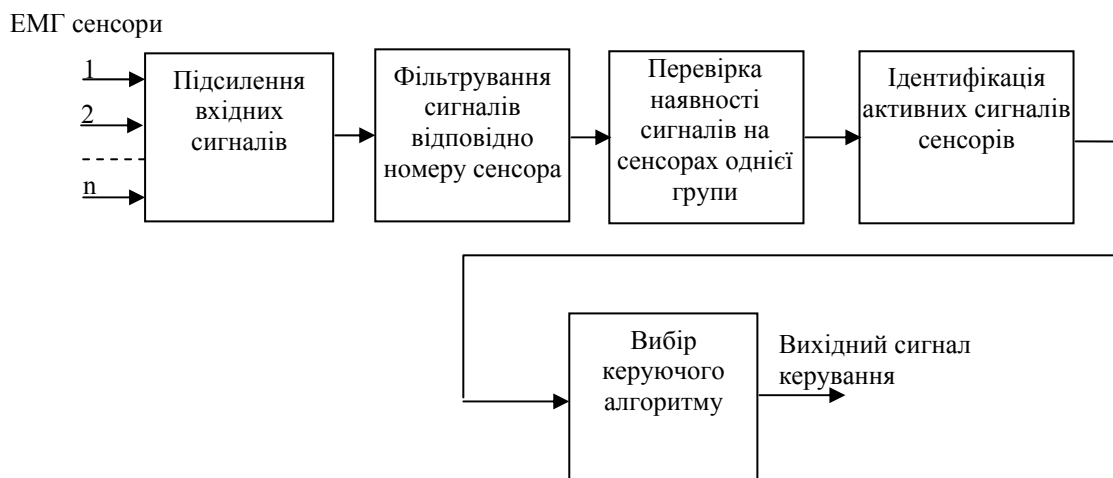 ЕМГ сенсори
1
2
n
Підсилення
вхідних
сигналів
Фільтрування
сигналів
відповідно
номеру сенсора
Перевірка
наявності
сигналів на
сенсорах однієї
групи
Ідентифікація
активних сигналів
сенсорів
Вибір
керуючого
алгоритму
Вихідний сигнал
керування